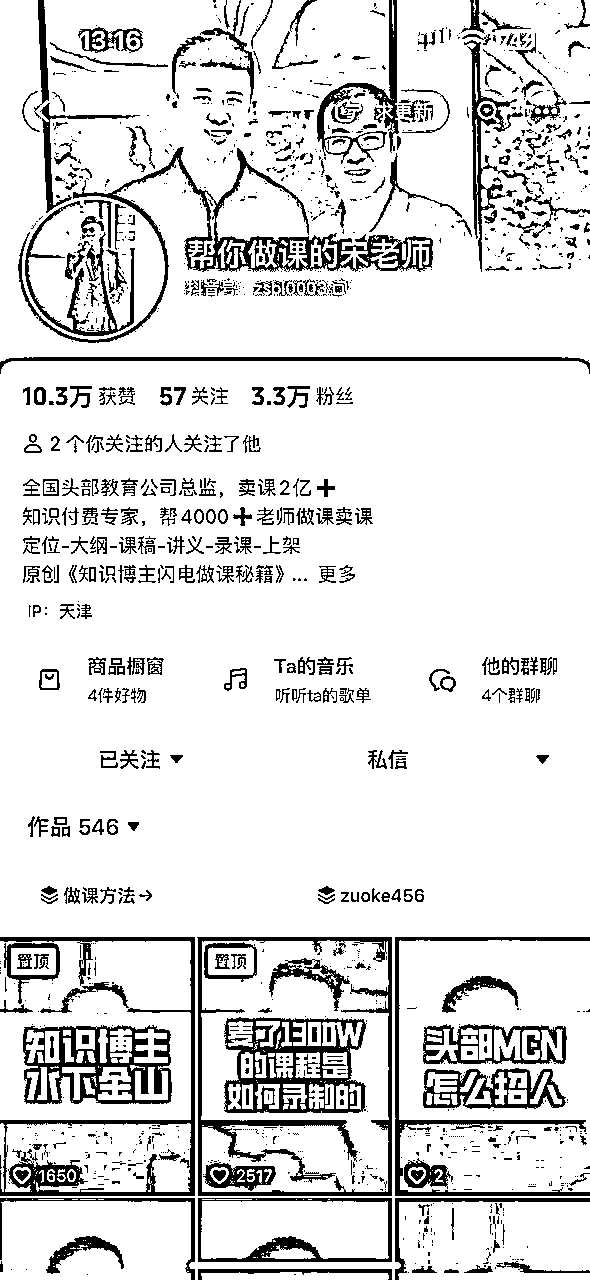 13:16
求更新
帮你做课的宋老师
抖音号：
10.3万 获赞 57 关注 3.3万 粉丝
2 个你关注的人关注了他
全国头部教育公司总监，卖课2亿➕
知识付费专家，帮4000➕老师做课卖课
定位-大纲-课稿-讲义-录课-上架
原创《知识博主闪电做课秘籍》... 更多
IP：天津
商品橱窗 Ta的音乐 他的群聊
4件好物 听听ta的歌单 4个群聊
已关注 私信
作品 546
做课方法 zuoke456
置顶 置顶
知识博主
水下金山
卖了1300W
的课程是
如何录制的
头部MCN
怎么招人
1650 2517 2